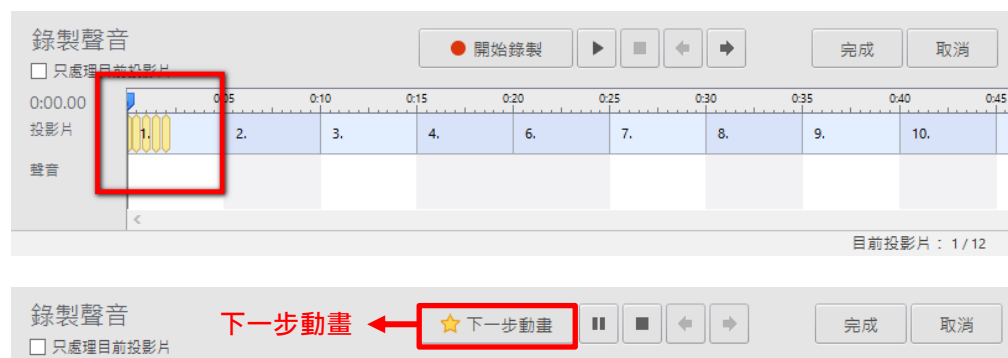 錄製聲音
開始錄製
完成
取消
只處理目前投影片
0:00.00
0:05 0:10 0:15 0:20 0:25 0:30 0:35 0:40 0:45
投影片
1. 2. 3. 4. 6. 7. 8. 9. 10.
聲音
目前投影片：1/12
錄製聲音
下一步動畫
下一步動畫
完成
取消
只處理目前投影片